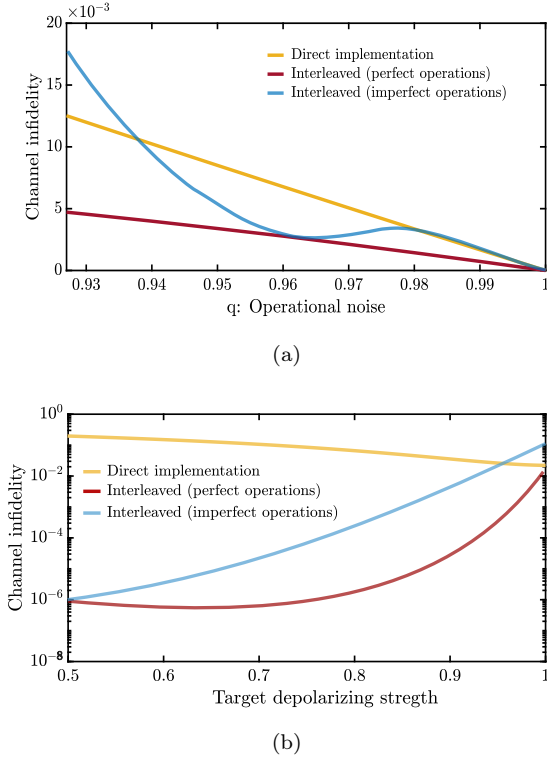 20 ×10⁻³
15
10
5
0
Channel infidelity
Direct implementation
Interleaved (perfect operations)
Interleaved (imperfect operations)
0.93 0.94 0.95 0.96 0.97 0.98 0.99 1
q: Operational noise
(a)
10⁰
10⁻²
10⁻⁴
10⁻⁶
10⁻⁸
Channel infidelity
Direct implementation
Interleaved (perfect operations)
Interleaved (imperfect operations)
0.5 0.6 0.7 0.8 0.9 1
Target depolarizing stregth
(b)